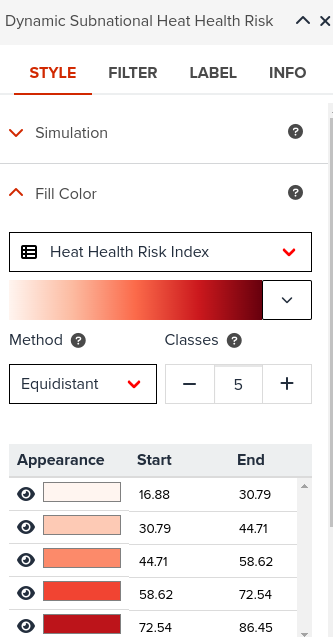 Dynamic Subnational Heat Health Risk
STYLE FILTER LABEL INFO
Simulation ?
Fill Color ?
Heat Health Risk Index
Method ? Classes ?
Equidistant − 5 +
Appearance Start End
16.88 30.79
30.79 44.71
44.71 58.62
58.62 72.54
72.54 86.45